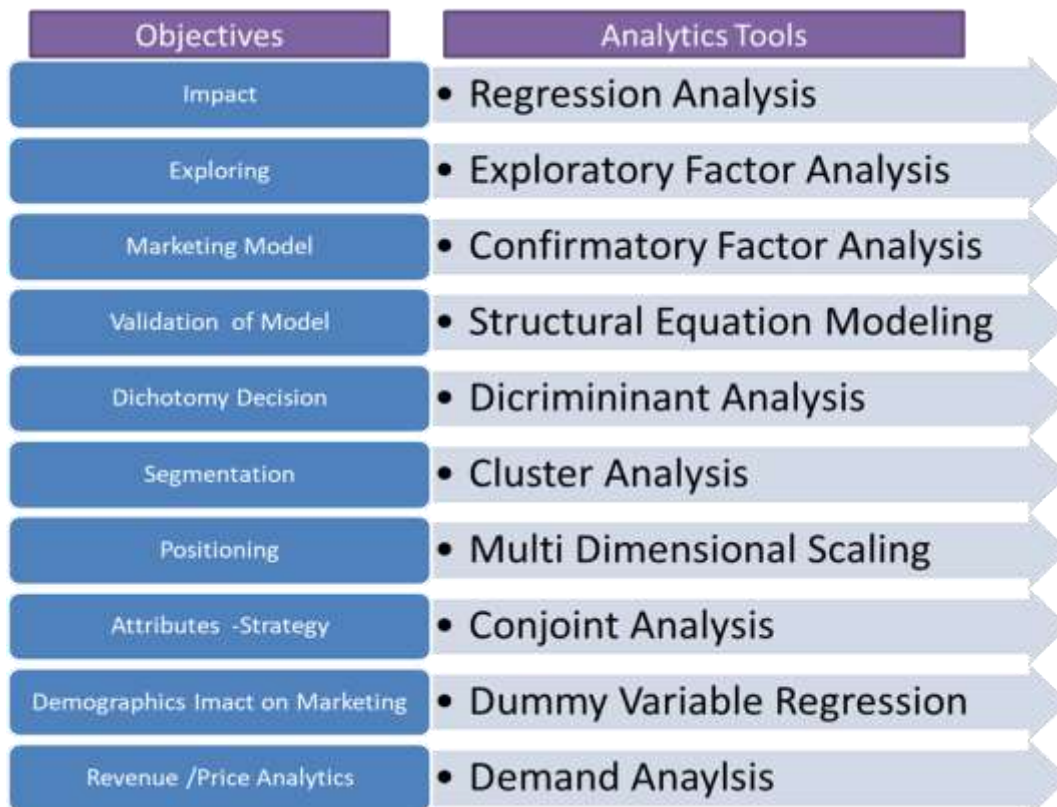 Objectives
Analytics Tools
Impact
• Regression Analysis
Exploring
• Exploratory Factor Analysis
Marketing Model
• Confirmatory Factor Analysis
Validation of Model
• Structural Equation Modeling
Dichotomy Decision
• Dicrimininant Analysis
Segmentation
• Cluster Analysis
Positioning
• Multi Dimensional Scaling
Attributes -Strategy
• Conjoint Analysis
Demographics Imact on Marketing
• Dummy Variable Regression
Revenue /Price Analytics
• Demand Anaylsis